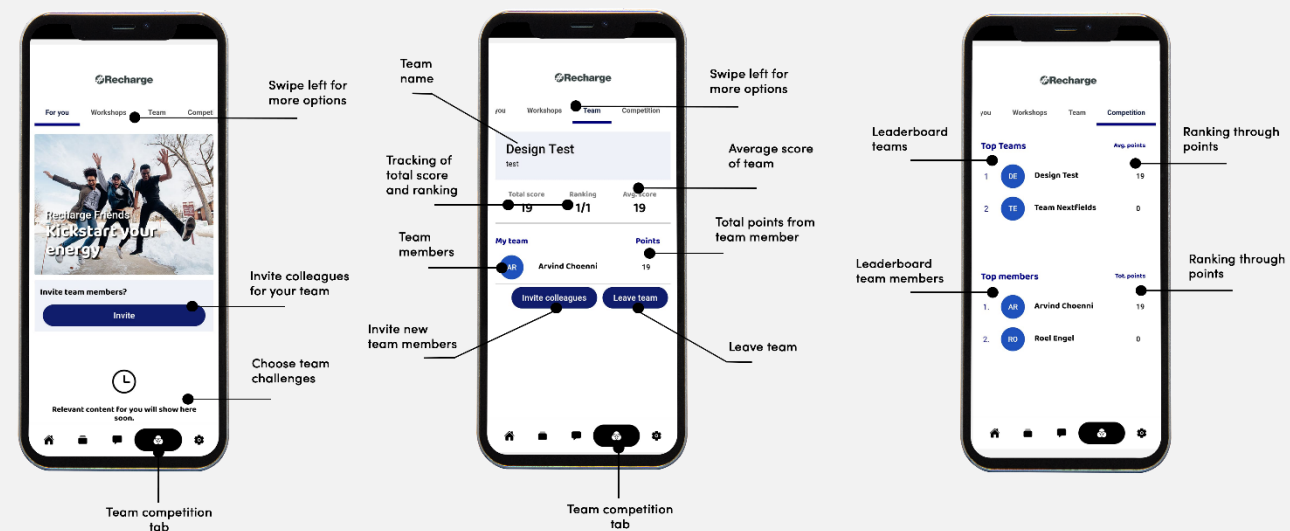 Recharge
For you Workshops Team Compet
Recharge Friends
Kickstart your
energy
Invite team members?
Invite
Relevant content for you will show here
soon.
Swipe left for
more options
Invite colleagues
for your team
Choose team
challenges
Team competition
tab
Recharge
you Workshops Team Competition
Design Test
test
Total score Ranking Avg. score
19 1/1 19
My team Points
AR Arvind Choenni 19
Invite colleagues Leave team
Team
name
Tracking of
total score
and ranking
Team
members
Invite new
team members
Swipe left for
more options
Average score
of team
Total points from
team member
Leave team
Team competition
tab
Recharge
you Workshops Team Competition
Top Teams Avg. points
1 DE Design Test 19
2 TE Team Nextfields 0
Top members Tot. points
1. AR Arvind Choenni 19
2. RO Roel Engel 0
Leaderboard
teams
Leaderboard
team members
Ranking through
points
Ranking through
points